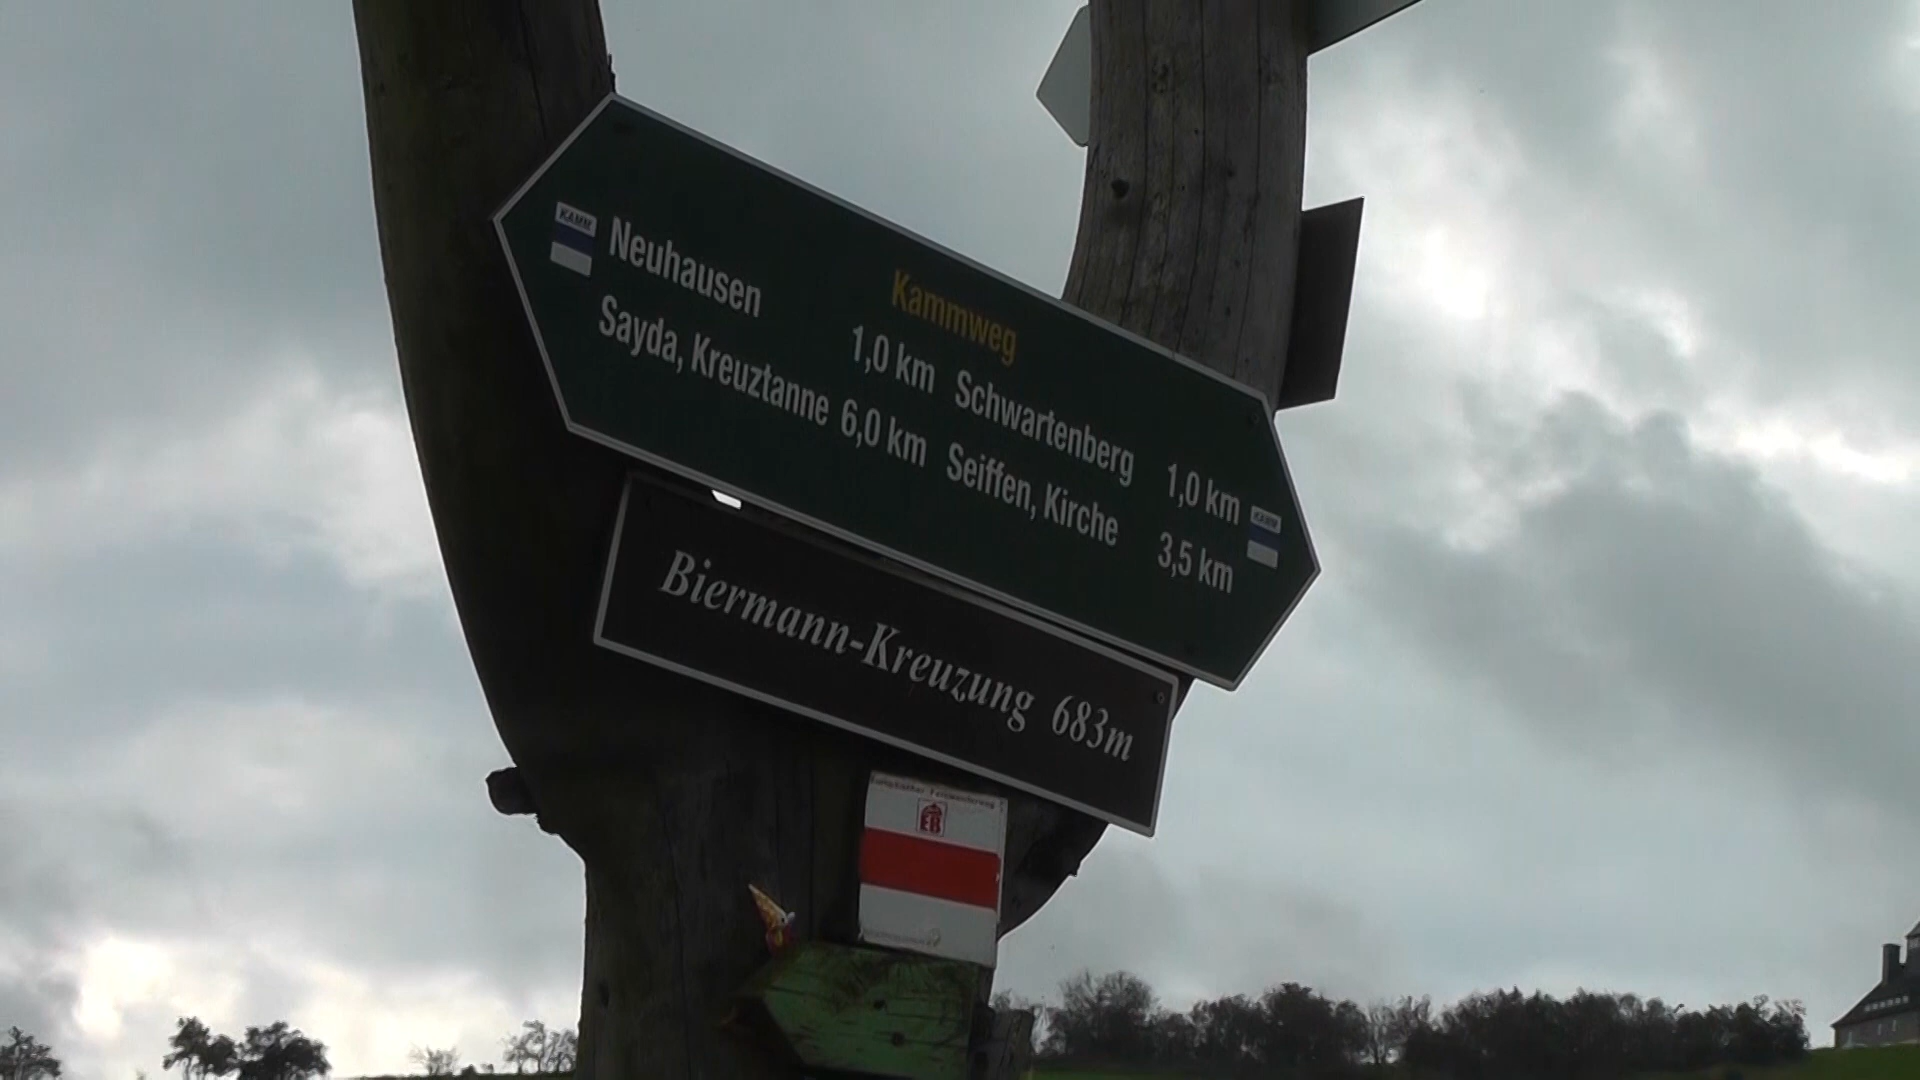 Kammweg
KAMM
Neuhausen 1,0 km
Sayda, Kreuztanne 6,0 km
Schwartenberg 1,0 km
Seiffen, Kirche 3,5 km
KAMM
Biermann-Kreuzung 683m
EB